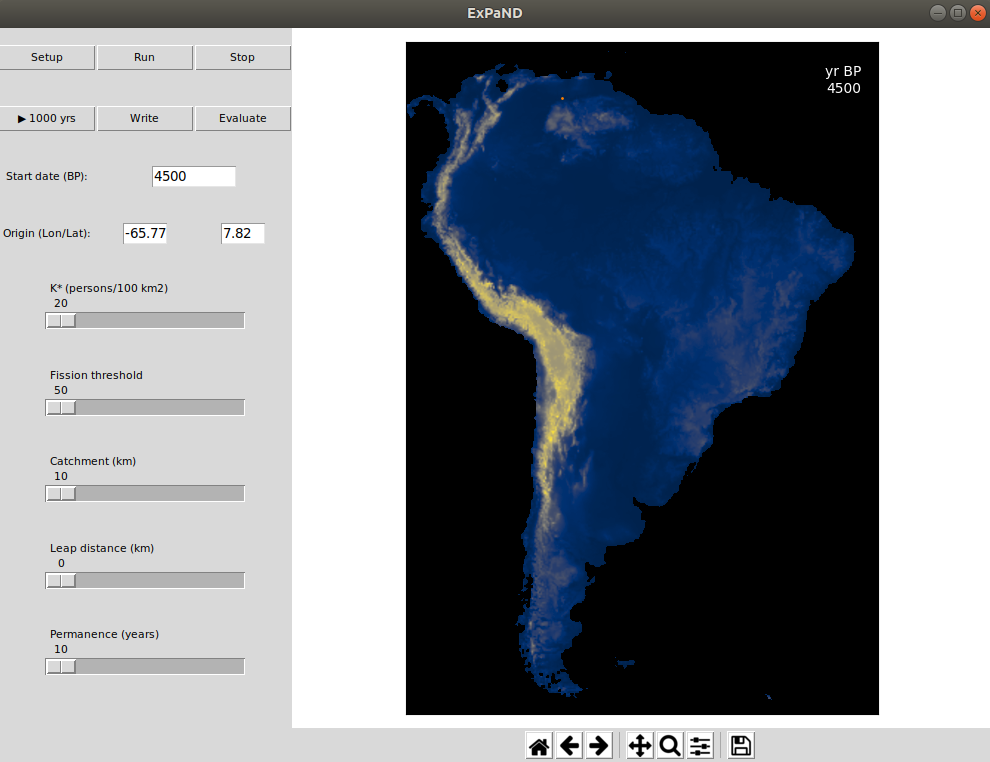 ExPaND
Setup Run Stop
▶ 1000 yrs Write Evaluate
Start date (BP): 4500
Origin (Lon/Lat): -65.77 7.82
K* (persons/100 km2)
20
Fission threshold
50
Catchment (km)
10
Leap distance (km)
0
Permanence (years)
10
yr BP
4500